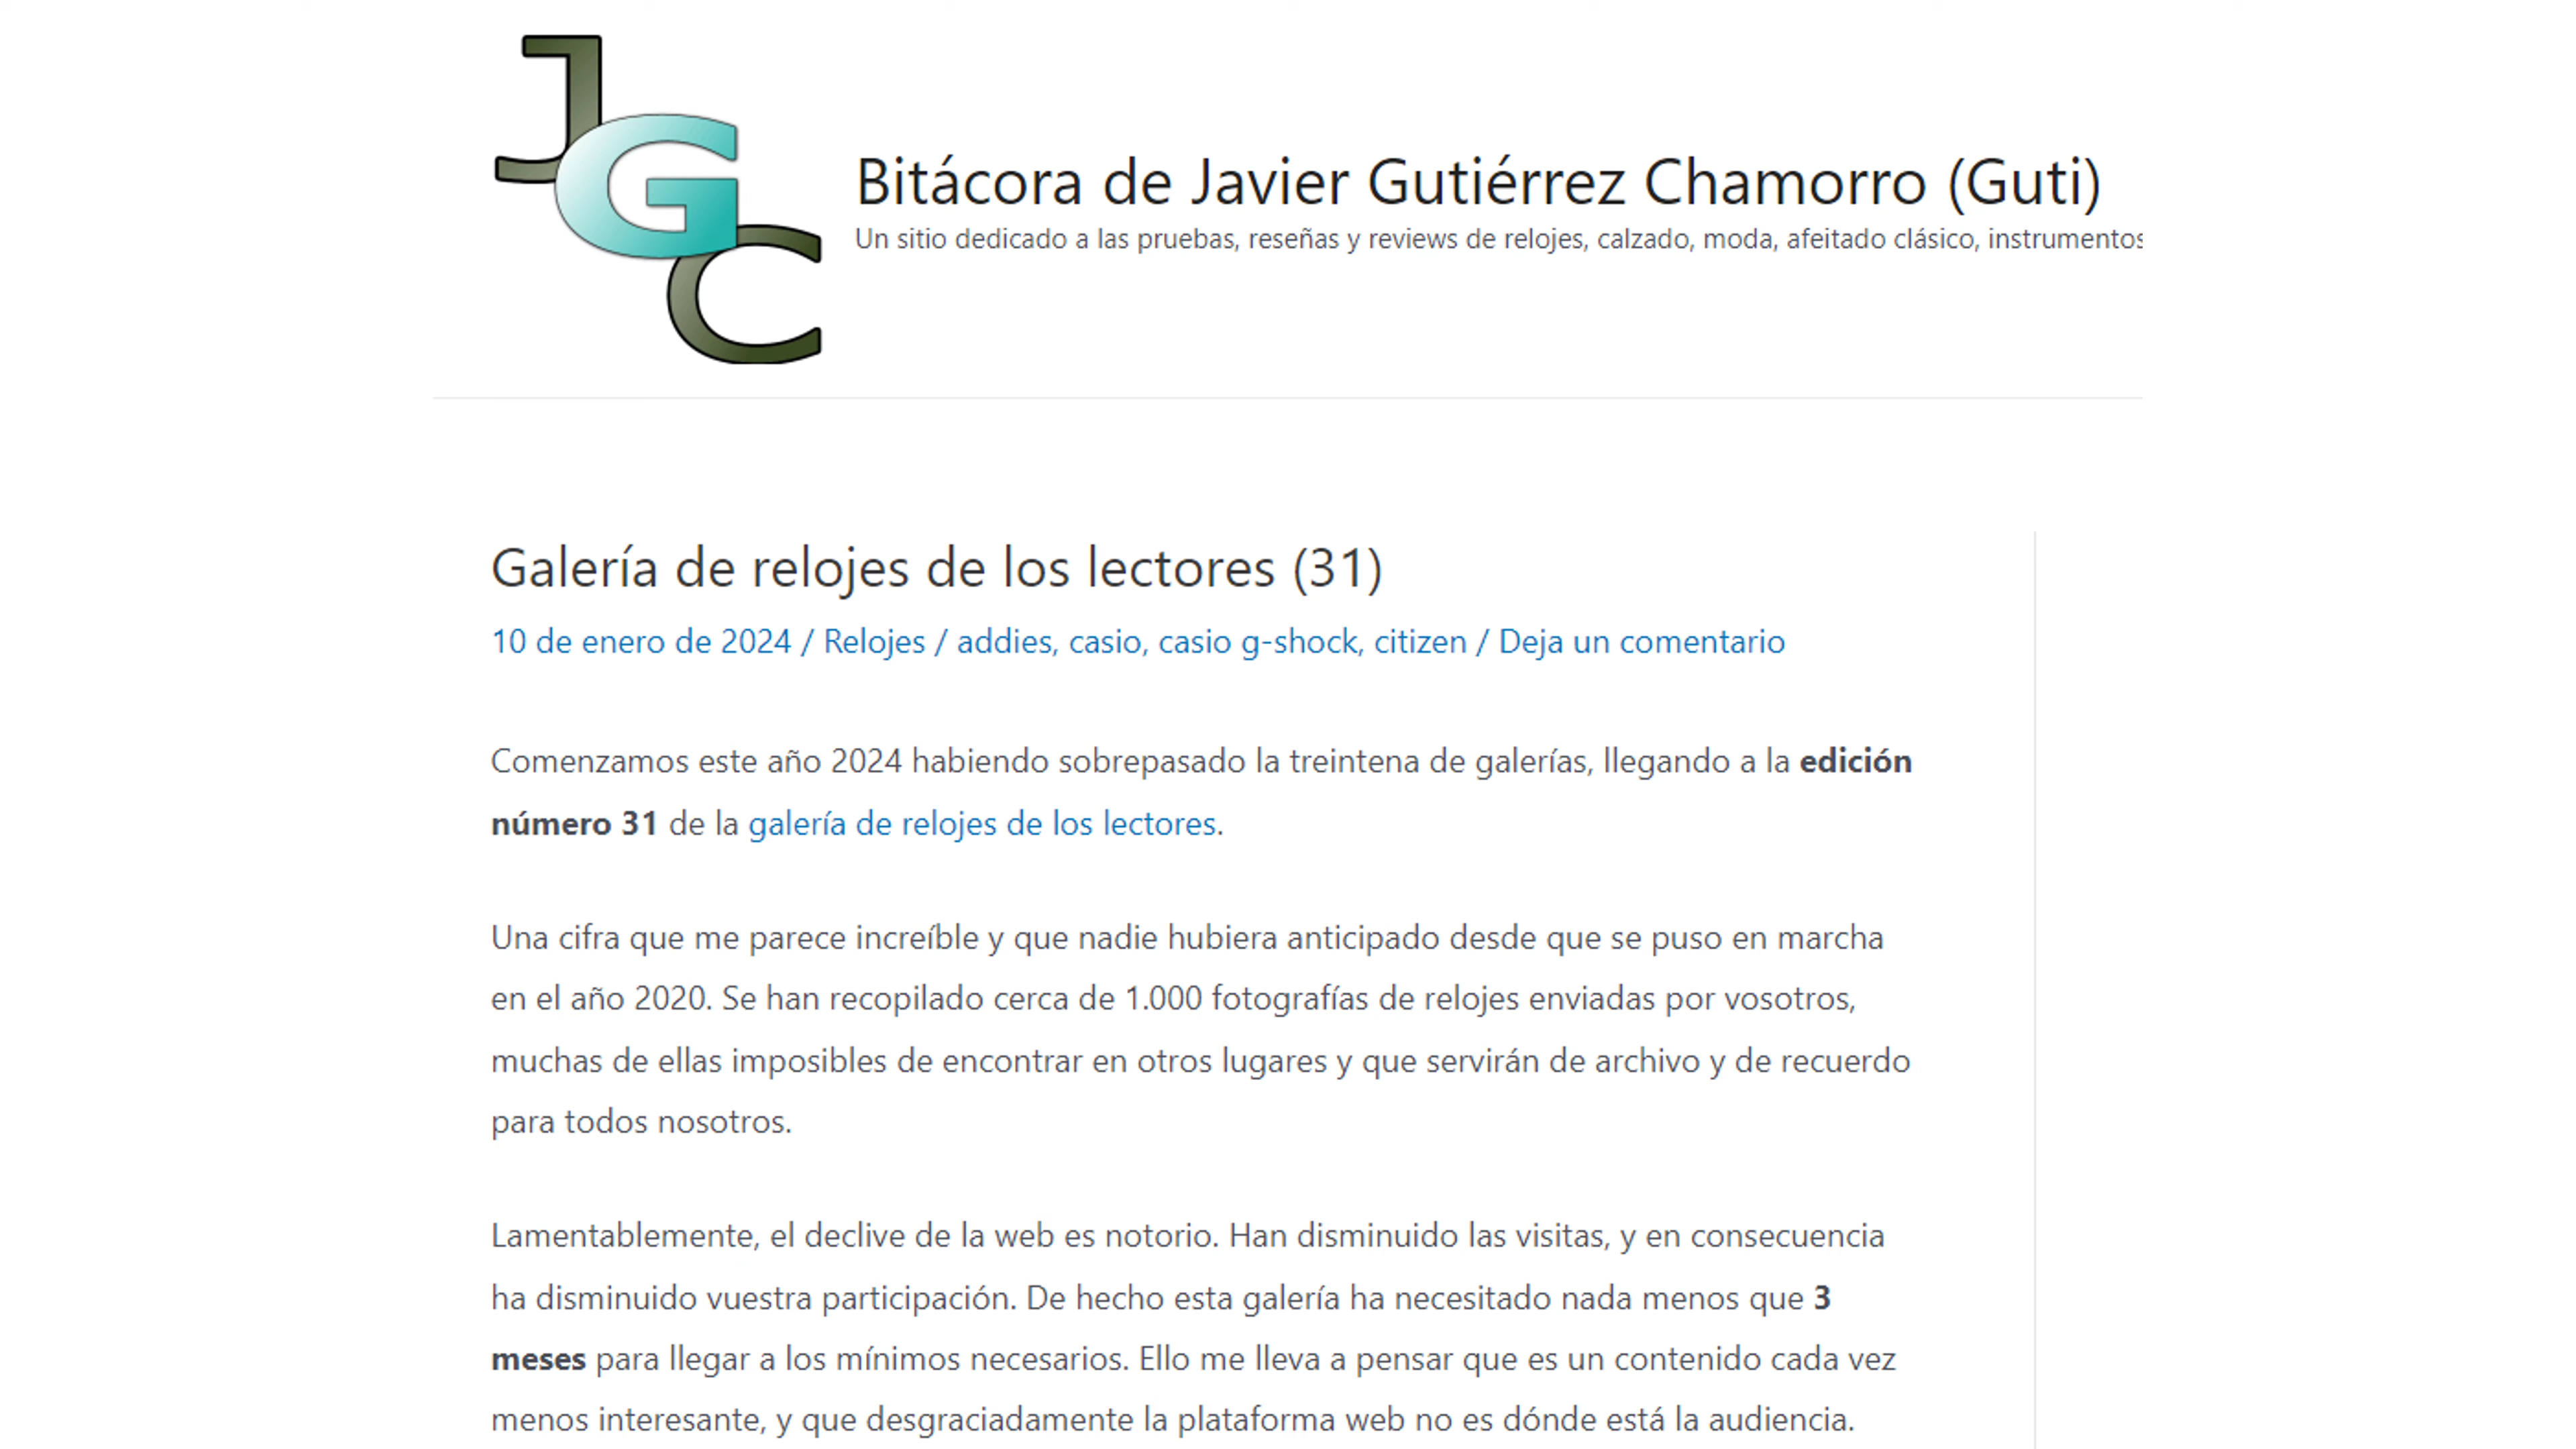 JGC
Bitácora de Javier Gutiérrez Chamorro (Guti)
Un sitio dedicado a las pruebas, reseñas y reviews de relojes, calzado, moda, afeitado clásico, instrumentos
Galería de relojes de los lectores (31)
10 de enero de 2024 / Relojes / addies, casio, casio g-shock, citizen / Deja un comentario
Comenzamos este año 2024 habiendo sobrepasado la treintena de galerías, llegando a la edición
número 31 de la galería de relojes de los lectores.
Una cifra que me parece increíble y que nadie hubiera anticipado desde que se puso en marcha
en el año 2020. Se han recopilado cerca de 1.000 fotografías de relojes enviadas por vosotros,
muchas de ellas imposibles de encontrar en otros lugares y que servirán de archivo y de recuerdo
para todos nosotros.
Lamentablemente, el declive de la web es notorio. Han disminuido las visitas, y en consecuencia
ha disminuido vuestra participación. De hecho esta galería ha necesitado nada menos que 3
meses para llegar a los mínimos necesarios. Ello me lleva a pensar que es un contenido cada vez
menos interesante, y que desgraciadamente la plataforma web no es dónde está la audiencia.